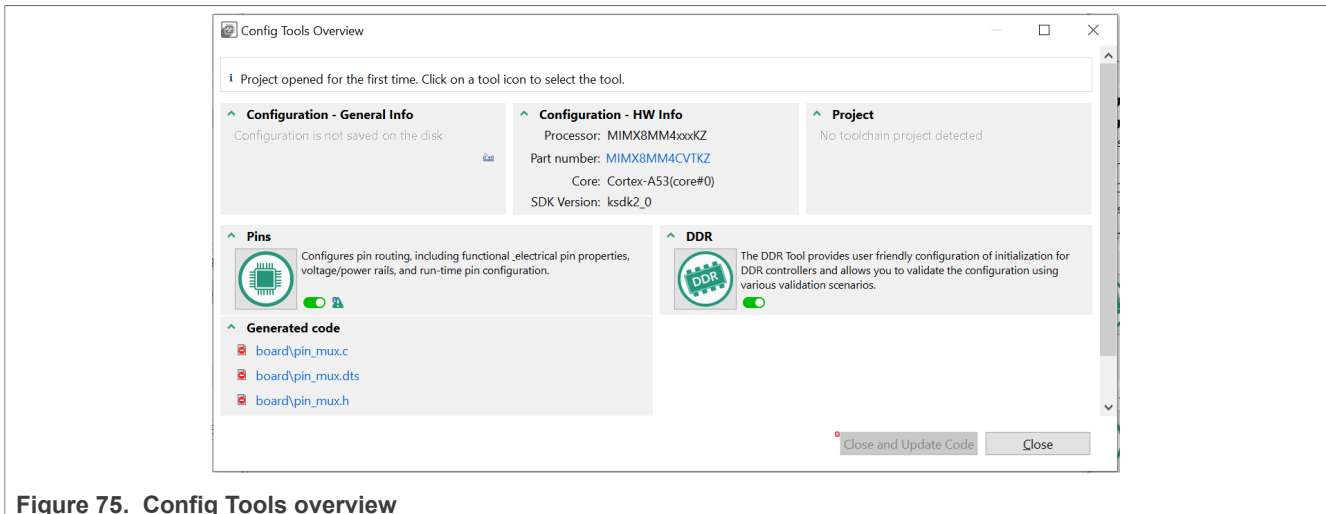 Config Tools Overview
i Project opened for the first time. Click on a tool icon to select the tool.
Configuration - General Info
Configuration is not saved on the disk
Configuration - HW Info
Processor: MIMX8MM4xxxKZ
Part number: MIMX8MM4CVTKZ
Core: Cortex-A53(core#0)
SDK Version: ksdk2_0
Project
No toolchain project detected
Pins
Configures pin routing, including functional _electrical pin properties,
voltage/power rails, and run-time pin configuration.
DDR
DDR
The DDR Tool provides user friendly configuration of initialization for
DDR controllers and allows you to validate the configuration using
various validation scenarios.
Generated code
board\pin_mux.c
board\pin_mux.dts
board\pin_mux.h
Close and Update Code
Close
Figure 75. Config Tools overview